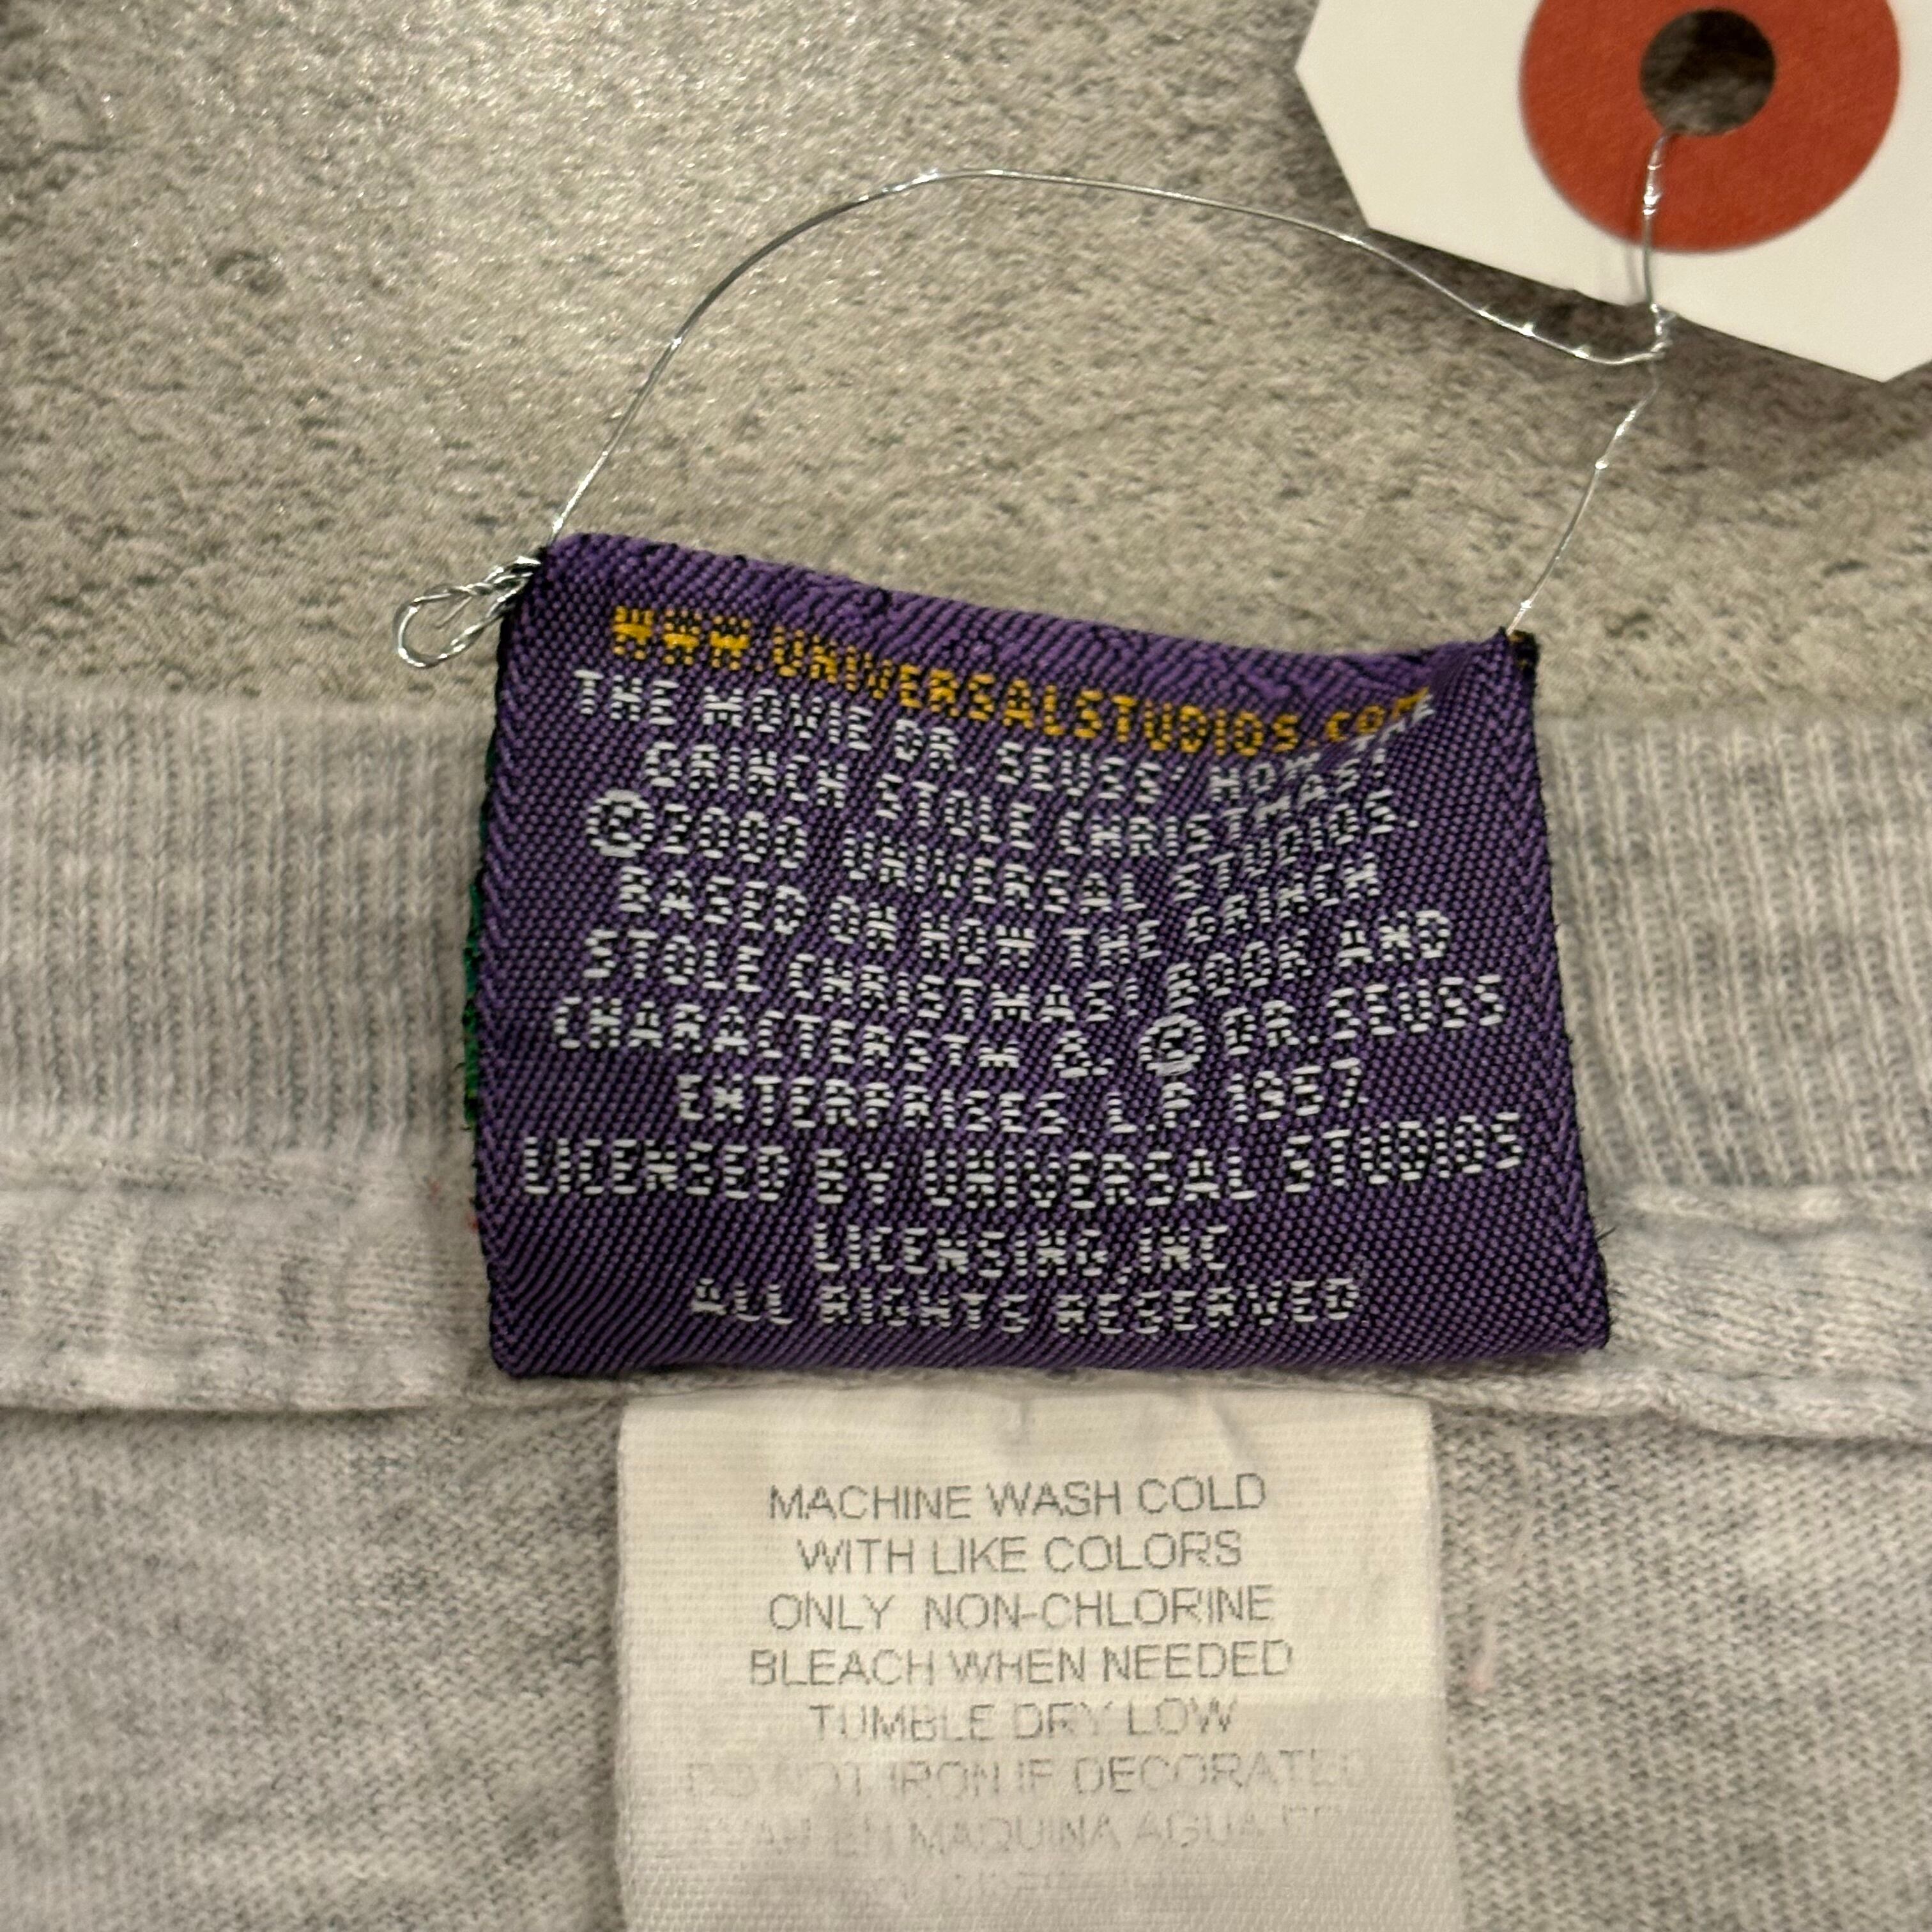 WWW.UNIVERSALSTUDIOS.COM
THE MOVIE DR. SEUSS' HOW THE
GRINCH STOLE CHRISTMAS!
©2000 UNIVERSAL STUDIOS.
BASED ON HOW THE GRINCH
STOLE CHRISTMAS! BOOK AND
CHARACTERSTM & © DR. SEUSS
ENTERPRISES L.P. 1957.
LICENSED BY UNIVERSAL STUDIOS
LICENSING, INC
ALL RIGHTS RESERVED
MACHINE WASH COLD
WITH LIKE COLORS
ONLY NON-CHLORINE
BLEACH WHEN NEEDED
TUMBLE DRY LOW
DO NOT IRON IF DECORATED
EN MAQUINA AGUA